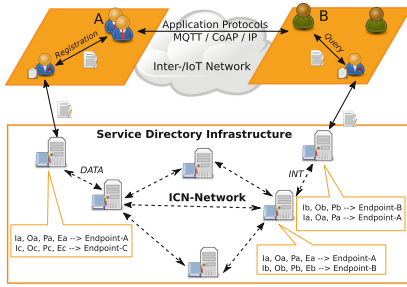 A
B
Application Protocols
MQTT / CoAP / IP
Registration
Query
Inter-/IoT Network
Service Directory Infrastructure
DATA
INT
ICN-Network
Ib, Ob, Pb --> Endpoint-B
Ia, Oa, Pa --> Endpoint-A
Ia, Oa, Pa, Ea --> Endpoint-A
Ic, Oc, Pc, Ec --> Endpoint-C
Ia, Oa, Pa, Ea --> Endpoint-A
Ib, Ob, Pb, Eb --> Endpoint-B